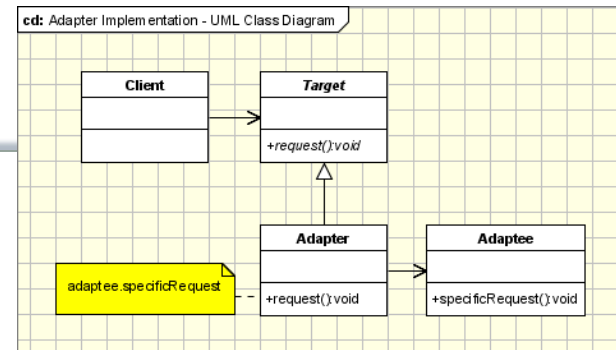 cd: Adapter Implementation - UML Class Diagram
Client
Target
+request():void
Adapter
Adaptee
adaptee.specificRequest
+request():void
+specificRequest():void